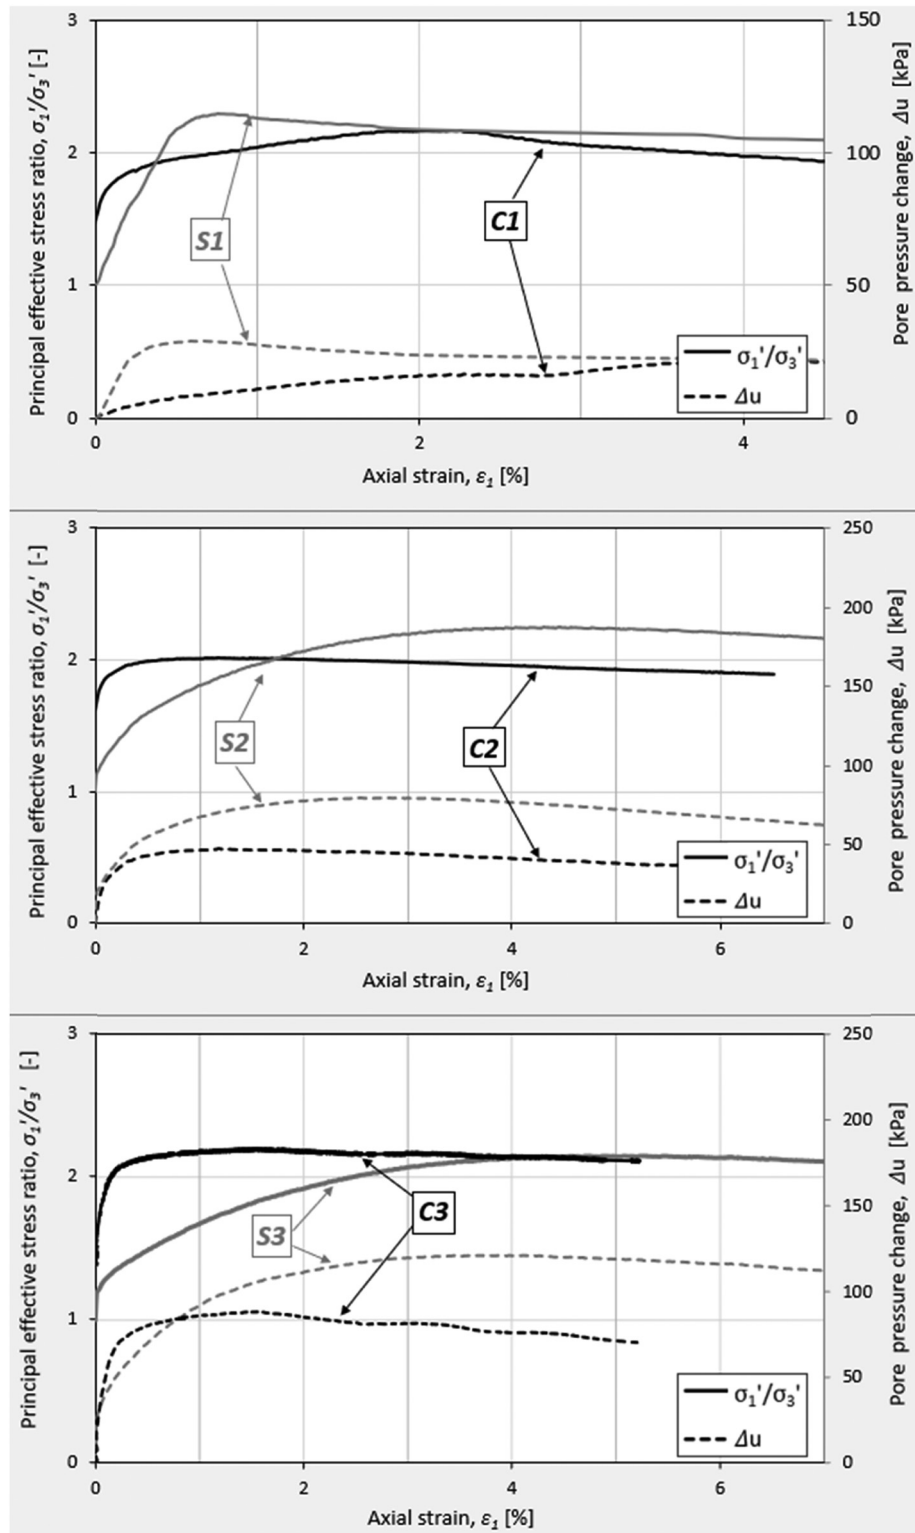 3
2
1
0
Principal effective stress ratio, σ1'/σ3' [-]
150
100
50
0
Pore pressure change, Δu [kPa]
S1
C1
σ1'/σ3'
Δu
0
2
4
Axial strain, ε1 [%]
3
2
1
0
Principal effective stress ratio, σ1'/σ3' [-]
250
200
150
100
50
0
Pore pressure change, Δu [kPa]
S2
C2
σ1'/σ3'
Δu
0
2
4
6
Axial strain, ε1 [%]
3
2
1
0
Principal effective stress ratio, σ1'/σ3' [-]
250
200
150
100
50
0
Pore pressure change, Δu [kPa]
S3
C3
σ1'/σ3'
Δu
0
2
4
6
Axial strain, ε1 [%]